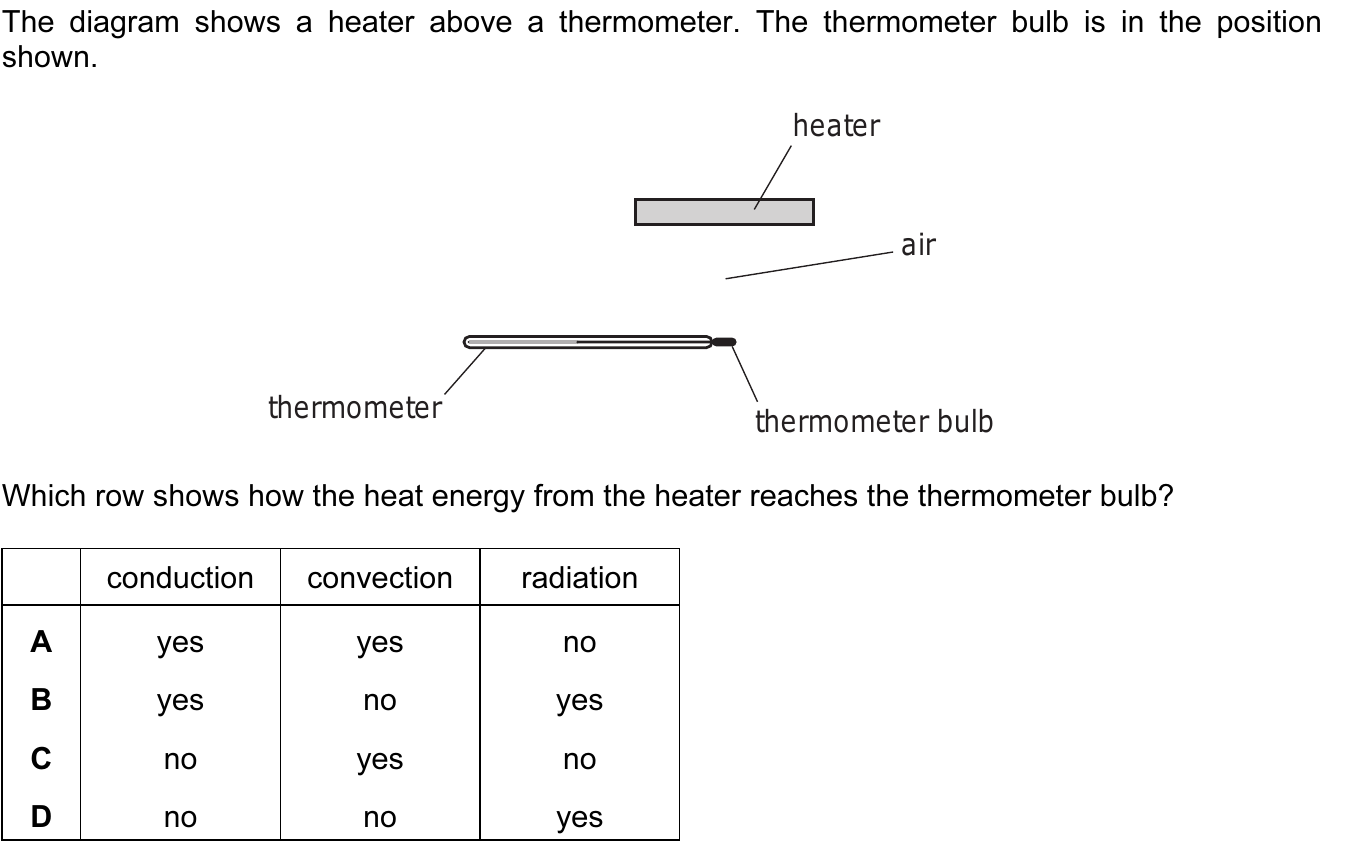 The diagram shows a heater above a thermometer. The thermometer bulb is in the position
shown.
heater
air
thermometer
thermometer bulb
Which row shows how the heat energy from the heater reaches the thermometer bulb?
conduction convection radiation
A yes yes no
B yes no yes
C no yes no
D no no yes